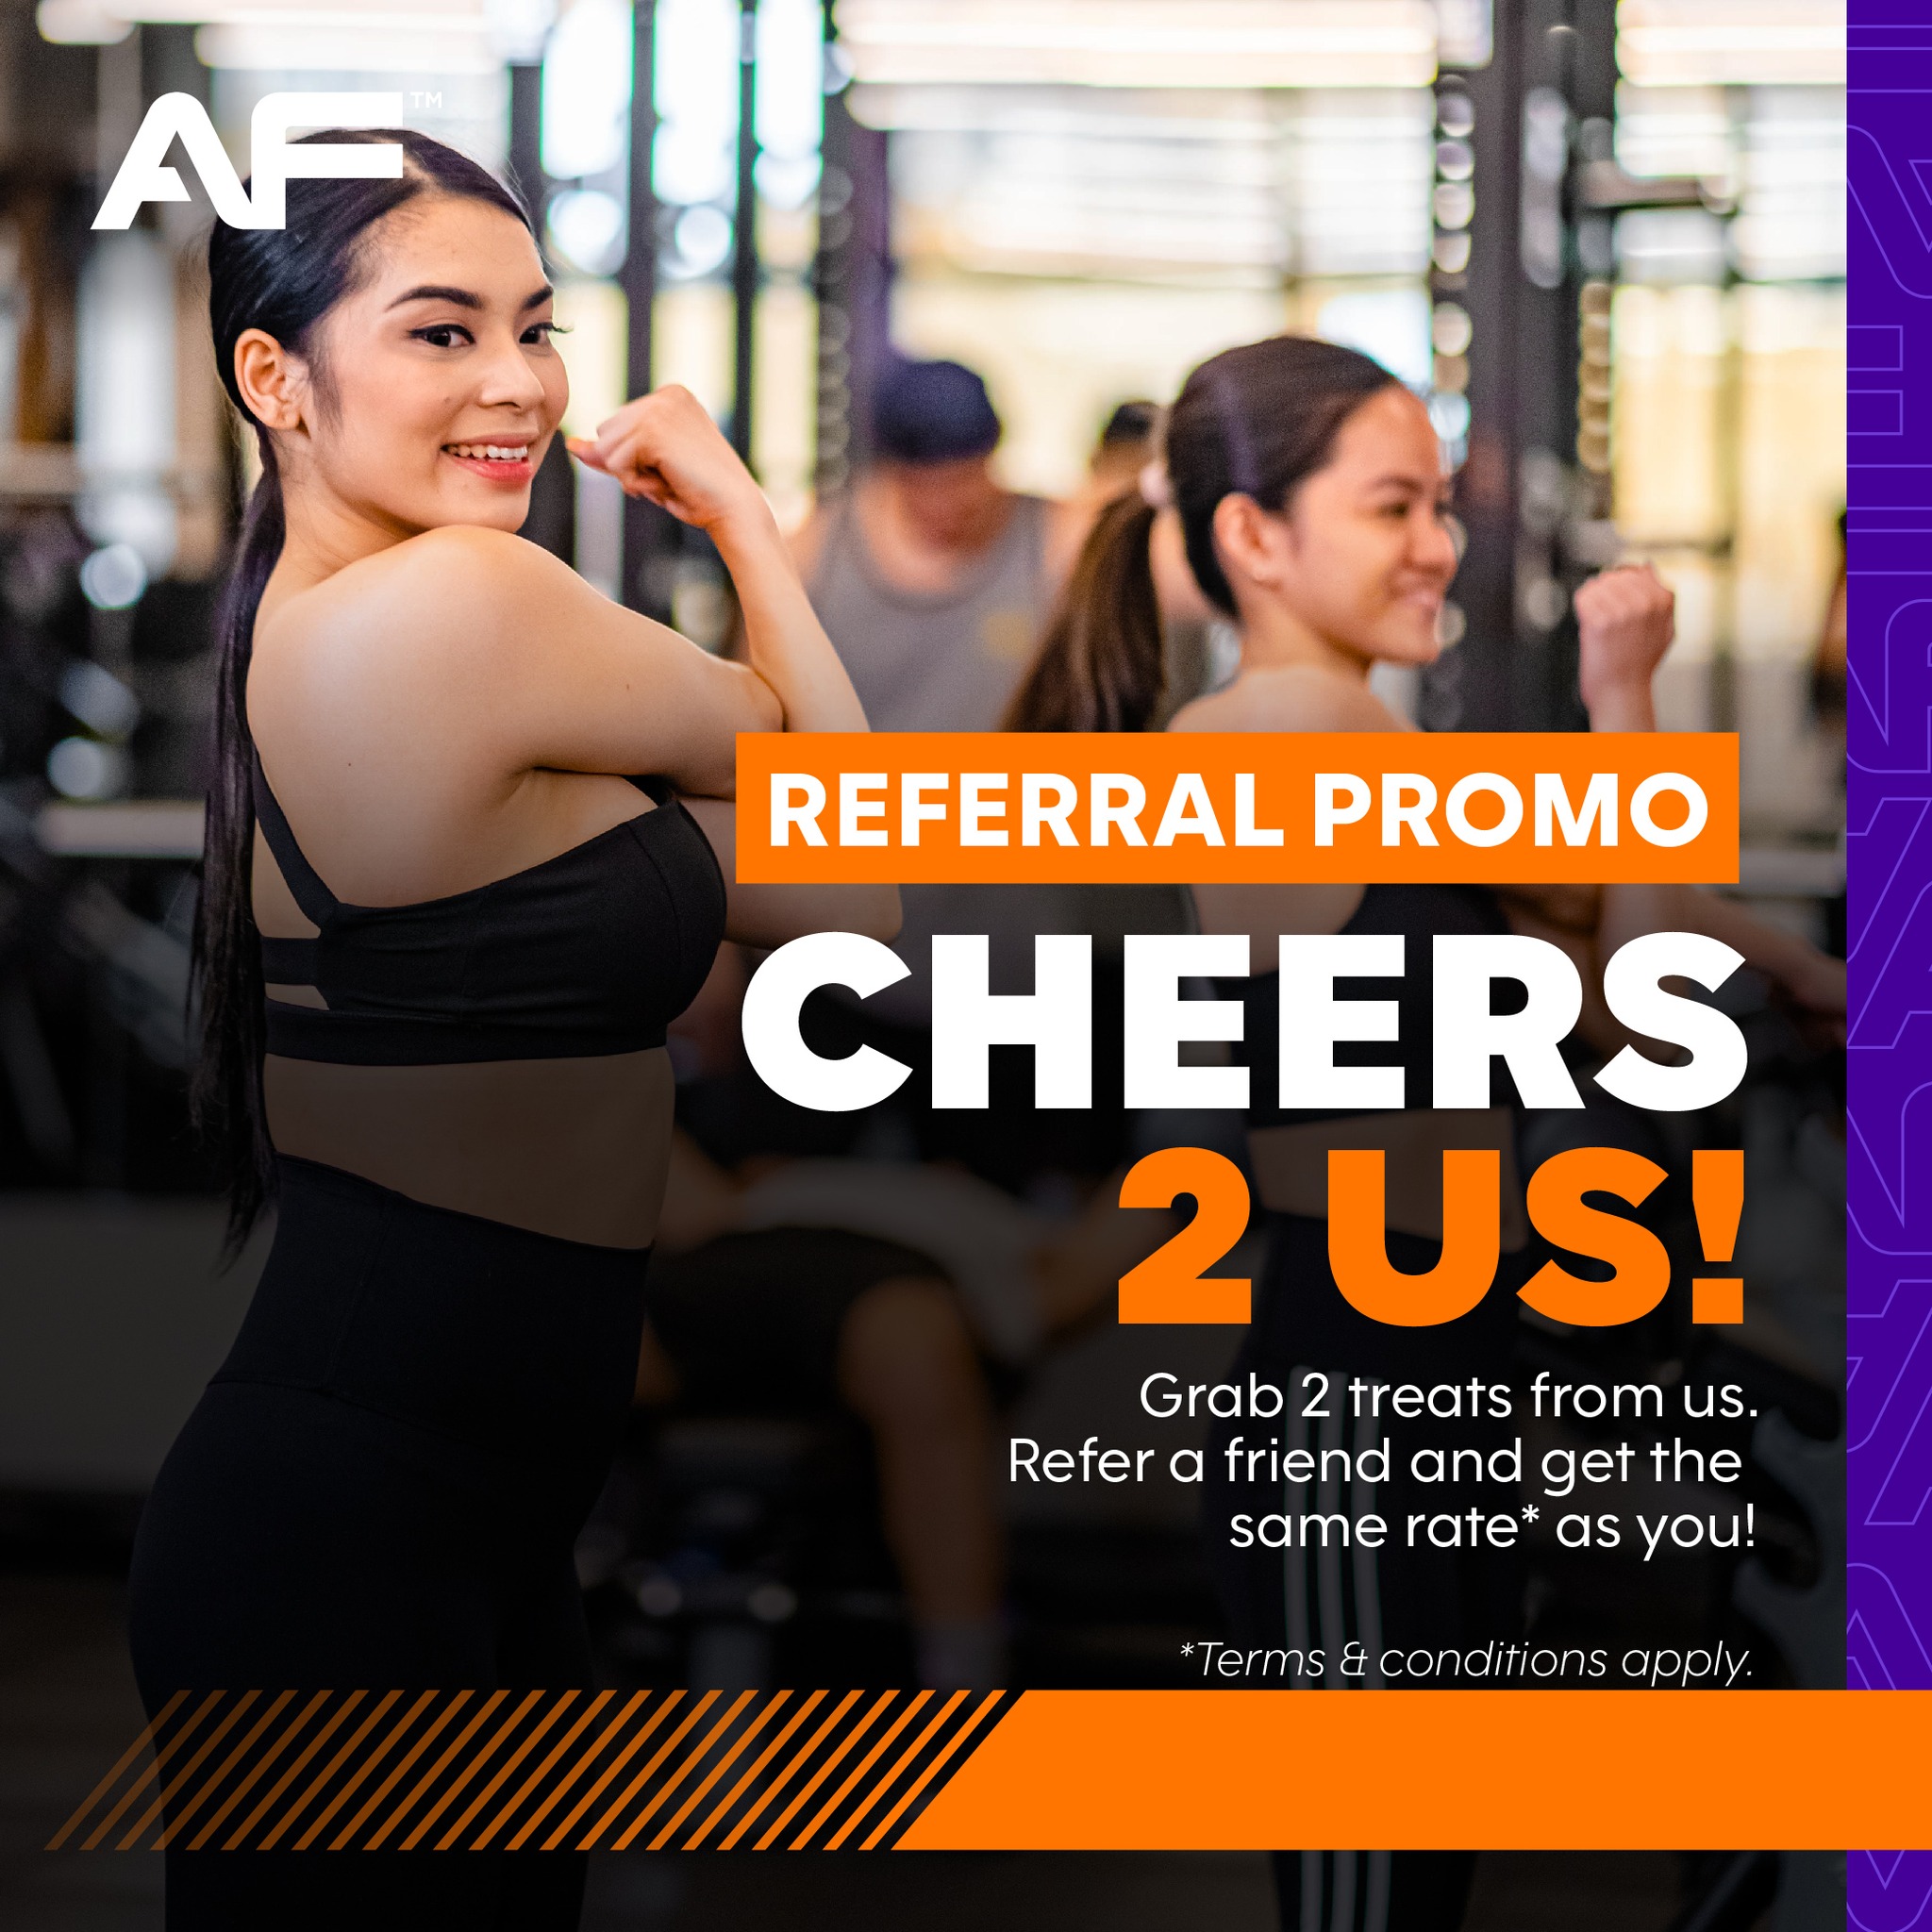 AF™
REFERRAL PROMO
CHEERS
2 US!
Grab 2 treats from us.
Refer a friend and get the
same rate* as you!
*Terms & conditions apply.